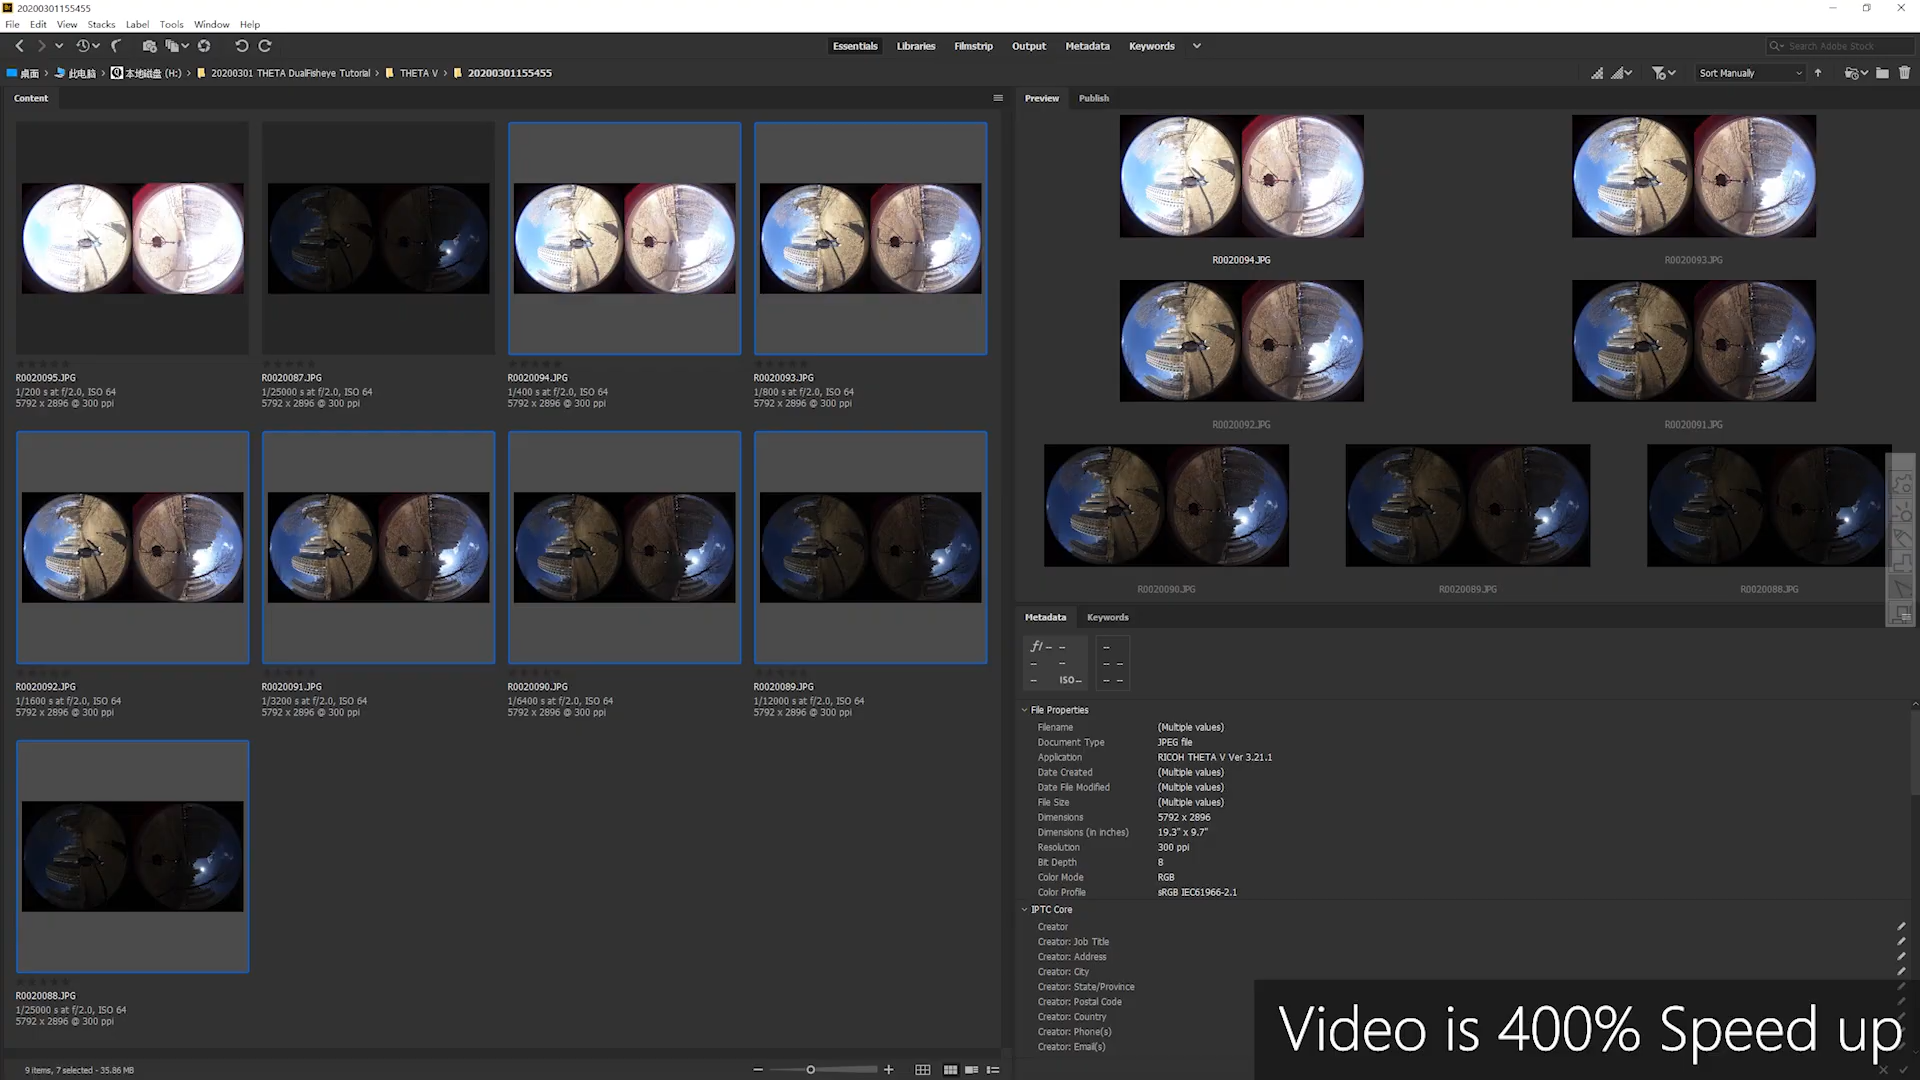 20200301155455
File Edit View Stacks Label Tools Window Help
Essentials Libraries Filmstrip Output Metadata Keywords
Search Adobe Stock
桌面 此电脑 本地磁盘 (H:) 20200301 THETA DualFisheye Tutorial THETA V 20200301155455
Sort Manually
Content
Preview Publish
R0020095.JPG
1/200 s at f/2.0, ISO 64
5792 x 2896 @ 300 ppi
R0020087.JPG
1/25000 s at f/2.0, ISO 64
5792 x 2896 @ 300 ppi
R0020094.JPG
1/400 s at f/2.0, ISO 64
5792 x 2896 @ 300 ppi
R0020093.JPG
1/800 s at f/2.0, ISO 64
5792 x 2896 @ 300 ppi
R0020092.JPG
1/1600 s at f/2.0, ISO 64
5792 x 2896 @ 300 ppi
R0020091.JPG
1/3200 s at f/2.0, ISO 64
5792 x 2896 @ 300 ppi
R0020090.JPG
1/6400 s at f/2.0, ISO 64
5792 x 2896 @ 300 ppi
R0020089.JPG
1/12000 s at f/2.0, ISO 64
5792 x 2896 @ 300 ppi
R0020088.JPG
1/25000 s at f/2.0, ISO 64
5792 x 2896 @ 300 ppi
9 items, 7 selected - 35.86 MB
R0020094.JPG R0020093.JPG
R0020092.JPG R0020091.JPG
R0020090.JPG R0020089.JPG R0020088.JPG
Metadata Keywords
f/ -- --
-- --
-- ISO--
--
-- --
-- --
File Properties
Filename (Multiple values)
Document Type JPEG file
Application RICOH THETA V Ver 3.21.1
Date Created (Multiple values)
Date File Modified (Multiple values)
File Size (Multiple values)
Dimensions 5792 x 2896
Dimensions (in inches) 19.3" x 9.7"
Resolution 300 ppi
Bit Depth 8
Color Mode RGB
Color Profile sRGB IEC61966-2.1
IPTC Core
Creator
Creator: Job Title
Creator: Address
Creator: City
Creator: State/Province
Creator: Postal Code
Creator: Country
Creator: Phone(s)
Creator: Email(s)
Video is 400% Speed up